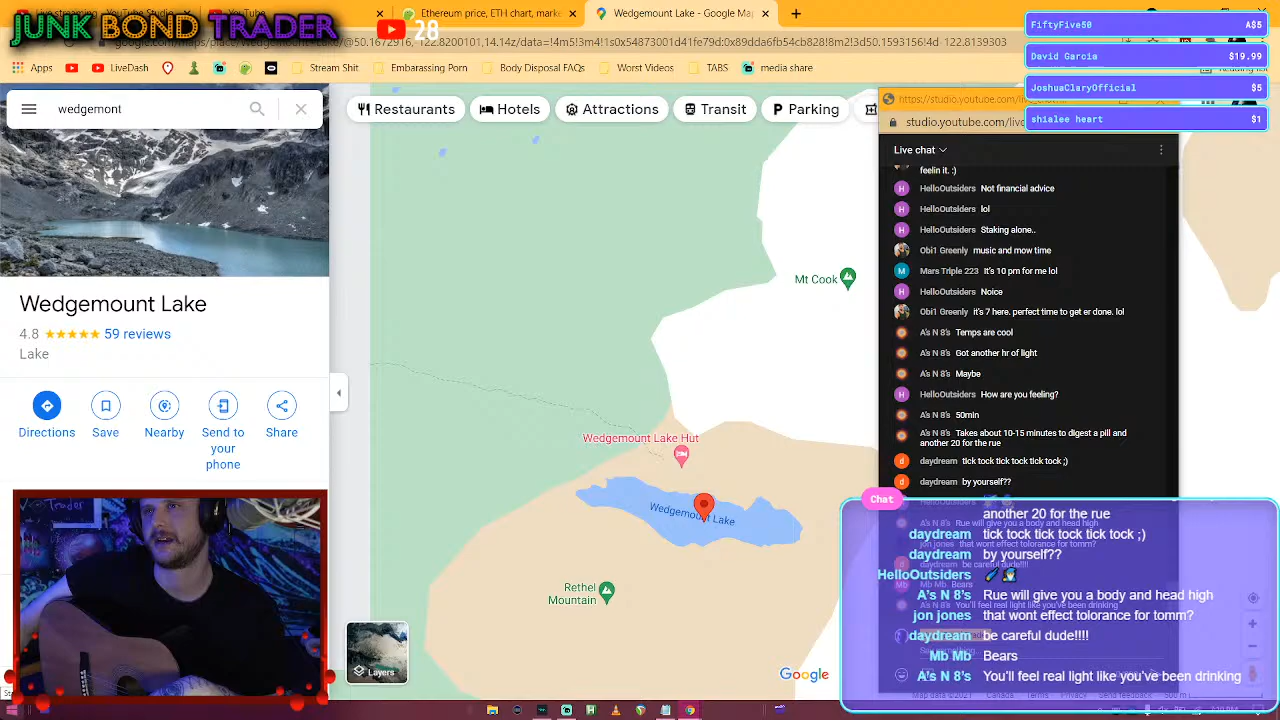 JUNK BOND TRADER
28
Ethereum price, ETH chart, marke
Wedgemount Lake - Google Ma
Apps
LiveDash
Stream Shit
Embarassing Porn
Body Disposal FAQs
Worst Videos
TABS
media share
FiftyFive50 A$5
David Garcia $19.99
JoshuaClaryOfficial $5
shialee heart $1
wedgemont
Restaurants
Hotels
Attractions
Transit
Parking
https://studio.youtube.com/liv
studio.youtube.com/live
Wedgemount Lake
4.8 59 reviews
Lake
Directions
Save
Nearby
Send to
your
phone
Share
Mt Cook
Wedgemount Lake Hut
Wedgemount Lake
Rethel
Mountain
Layers
Google
Live chat
feelin it. :)
HelloOutsiders Not financial advice
HelloOutsiders lol
HelloOutsiders Staking alone..
Obi1 Greenly music and mow time
Mars Triple 223 It's 10 pm for me lol
HelloOutsiders Noice
Obi1 Greenly it's 7 here. perfect time to get er done. lol
A's N 8's Temps are cool
A's N 8's Got another hr of light
A's N 8's Maybe
HelloOutsiders How are you feeling?
A's N 8's 50min
A's N 8's Takes about 10-15 minutes to digest a pill and
another 20 for the rue
daydream tick tock tick tock tick tock ;)
daydream by yourself??
Chat
another 20 for the rue
daydream tick tock tick tock tick tock ;)
daydream by yourself??
HelloOutsiders
A's N 8's Rue will give you a body and head high
jon jones that wont effect tolerance for tomm?
daydream be careful dude!!!!
Mb Mb Bears
A's N 8's You'll feel real light like you've been drinking